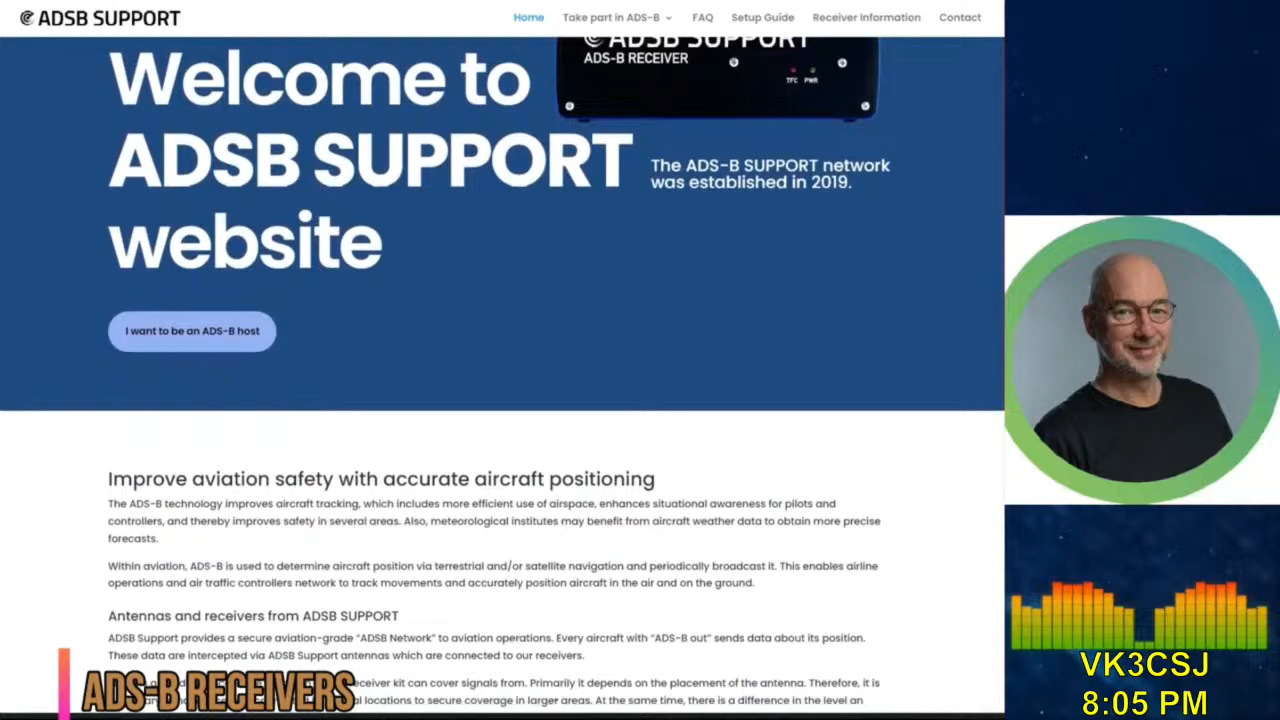 ADSB SUPPORT
Home Take part in ADS-B FAQ Setup Guide Receiver Information Contact
ADSB SUPPORT
ADS-B RECEIVER
TFC PWR
Welcome to
ADSB SUPPORT
website
The ADS-B SUPPORT network
was established in 2019.
I want to be an ADS-B host
Improve aviation safety with accurate aircraft positioning
The ADS-B technology improves aircraft tracking, which includes more efficient use of airspace, enhances situational awareness for pilots and
controllers, and thereby improves safety in several areas. Also, meteorological institutes may benefit from aircraft weather data to obtain more precise
forecasts.
Within aviation, ADS-B is used to determine aircraft position via terrestrial and/or satellite navigation and periodically broadcast it. This enables airline
operations and air traffic controllers network to track movements and accurately position aircraft in the air and on the ground.
Antennas and receivers from ADSB SUPPORT
ADSB Support provides a secure aviation-grade “ADSB Network” to aviation operations. Every aircraft with “ADS-B out” sends data about its position.
These data are intercepted via ADSB Support antennas which are connected to our receivers.
receiver kit can cover signals from. Primarily it depends on the placement of the antenna. Therefore, it is
locations to secure coverage in larger areas. At the same time, there is a difference in the level an
ADS-B RECEIVERS
VK3CSJ
8:05 PM